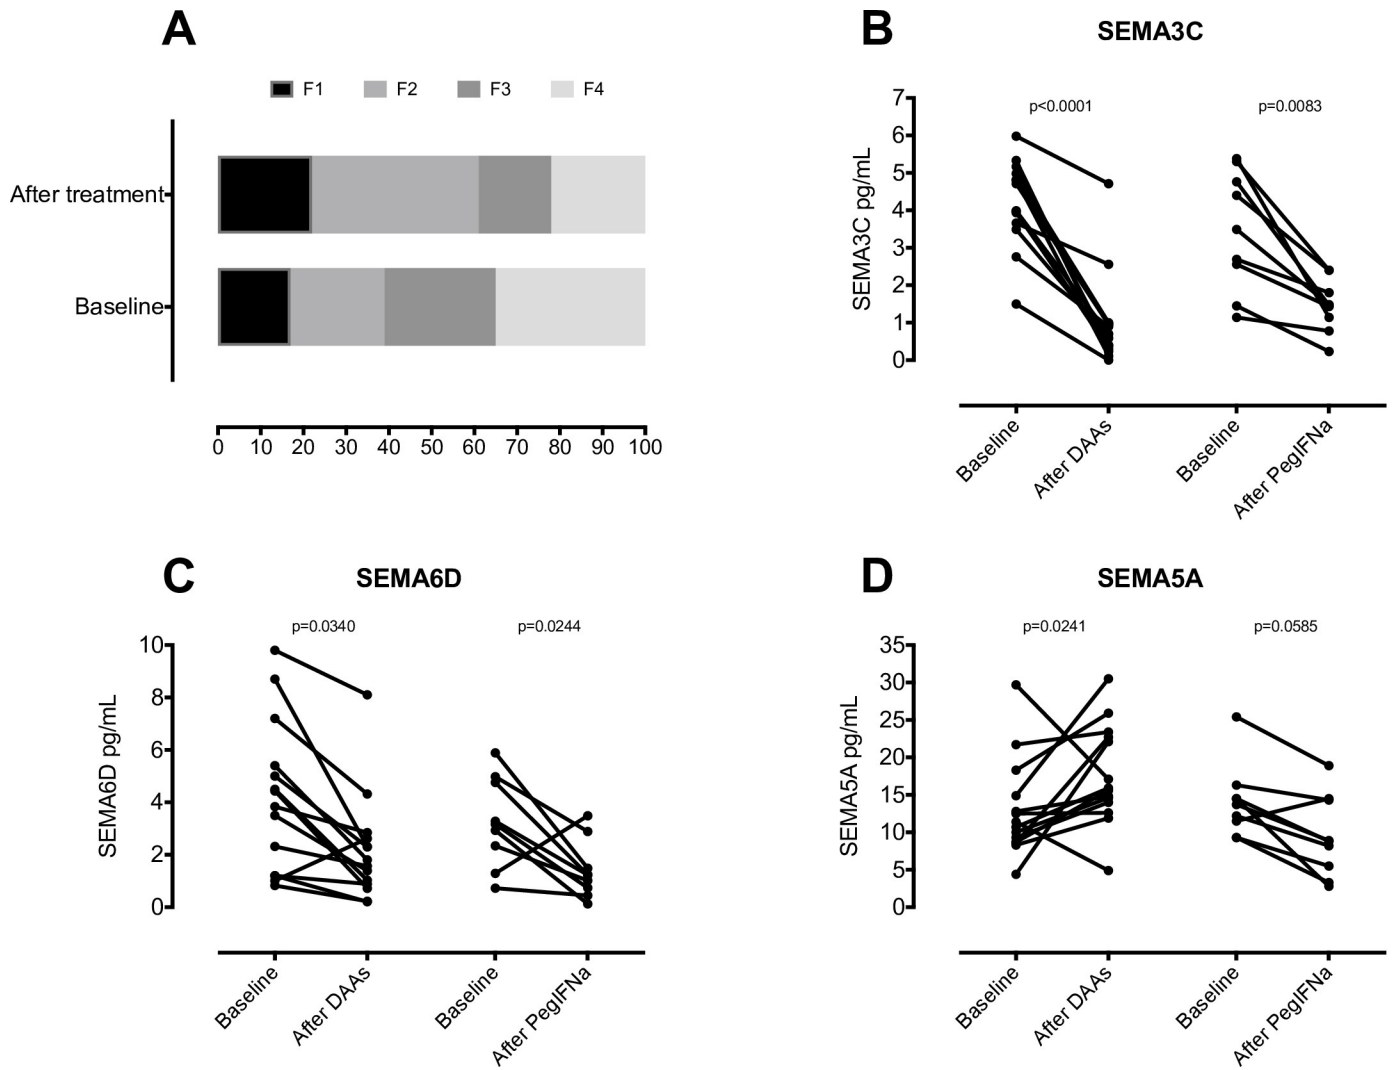 A
F1 F2 F3 F4
After treatment
Baseline
0 10 20 30 40 50 60 70 80 90 100
B
SEMA3C
p<0.0001 p=0.0083
SEMA3C pg/mL
7
6
5
4
3
2
1
0
Baseline
After DAAs
Baseline
After PegIFNa
C
SEMA6D
p=0.0340 p=0.0244
SEMA6D pg/mL
10
8
6
4
2
0
Baseline
After DAAs
Baseline
After PegIFNa
D
SEMA5A
p=0.0241 p=0.0585
SEMA5A pg/mL
35
30
25
20
15
10
5
0
Baseline
After DAAs
Baseline
After PegIFNa